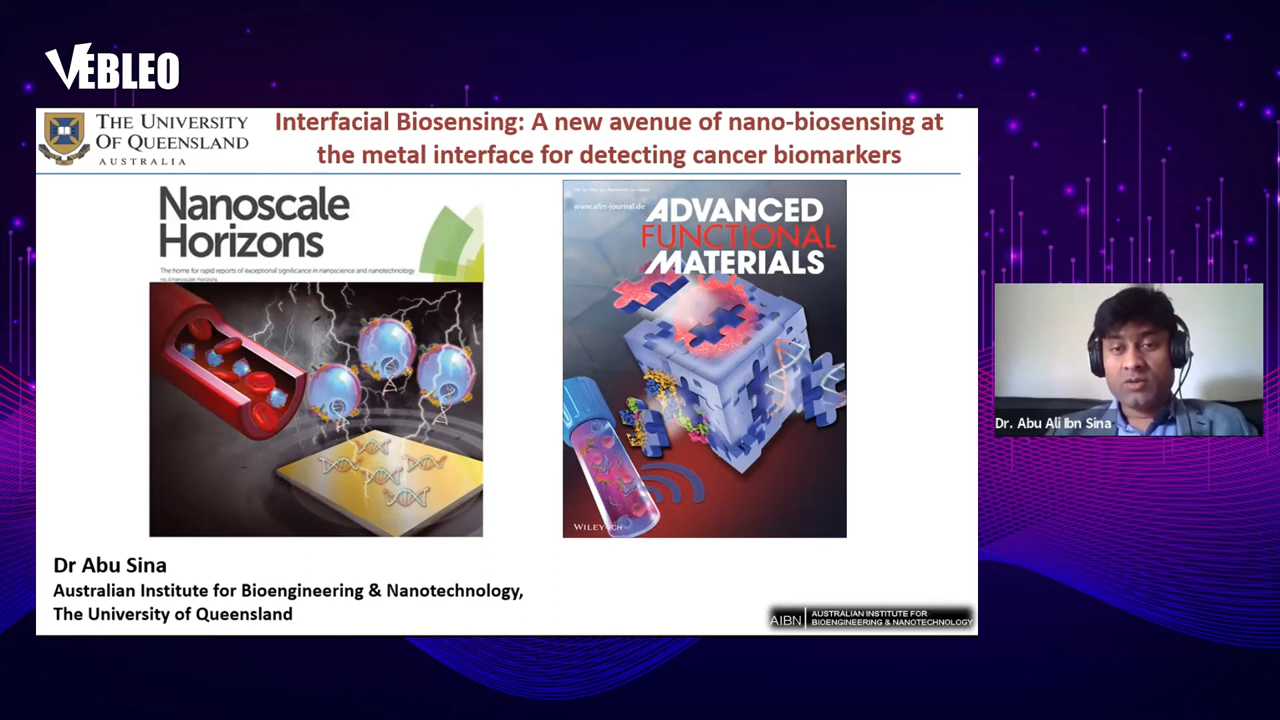 VEBLEO
THE UNIVERSITY
OF QUEENSLAND
AUSTRALIA
Interfacial Biosensing: A new avenue of nano-biosensing at
the metal interface for detecting cancer biomarkers
Nanoscale
Horizons
The home for rapid reports of exceptional significance in nanoscience and nanotechnology
www.afm-journal.de
ADVANCED
FUNCTIONAL
MATERIALS
WILEY-VCH
Dr. Abu Ali Ibn Sina
Dr Abu Sina
Australian Institute for Bioengineering & Nanotechnology,
The University of Queensland
AIBN
AUSTRALIAN INSTITUTE FOR
BIOENGINEERING & NANOTECHNOLOGY